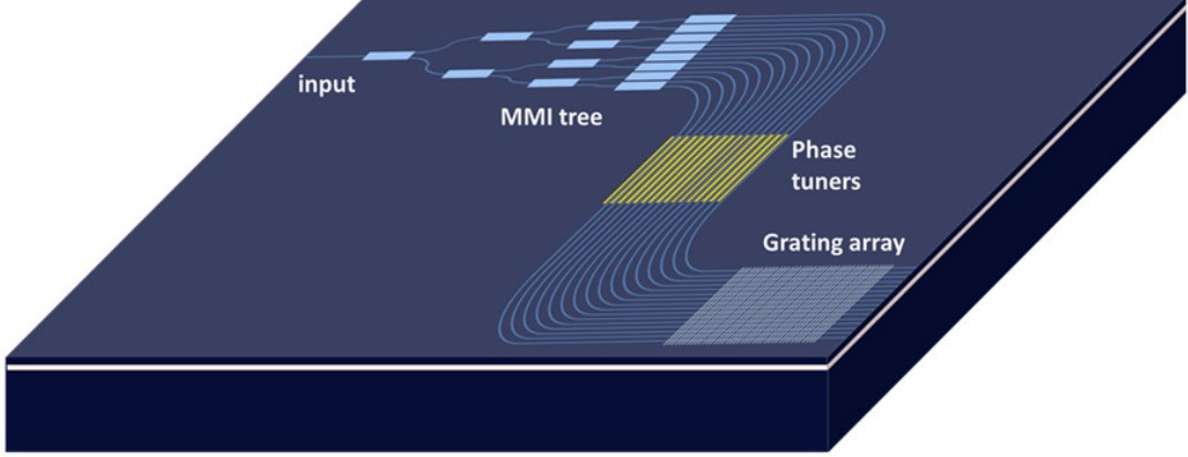 input
MMI tree
Phase
tuners
Grating array